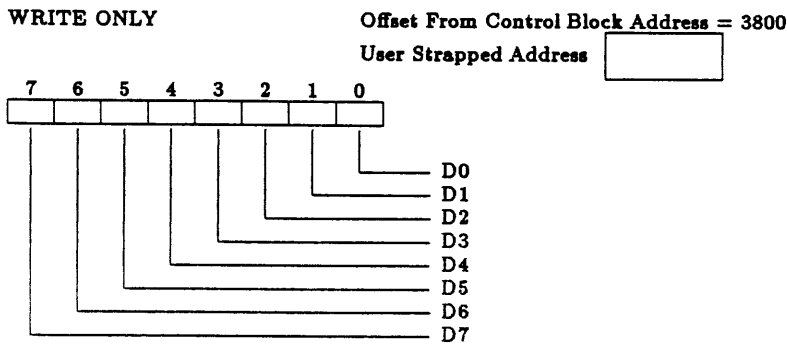 WRITE ONLY
Offset From Control Block Address = 3800
User Strapped Address
7 6 5 4 3 2 1 0
D0
D1
D2
D3
D4
D5
D6
D7